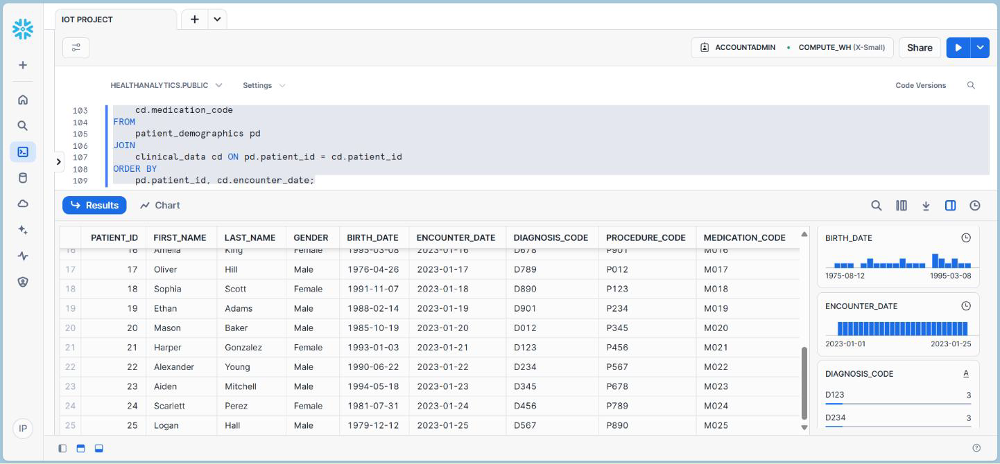 IOT PROJECT
ACCOUNTADMIN • COMPUTE_WH (X-Small)
Share
HEALTHANALYTICS.PUBLIC
Settings
Code Versions
103 cd.medication_code
104 FROM
105 patient_demographics pd
106 JOIN
107 clinical_data cd ON pd.patient_id = cd.patient_id
108 ORDER BY
109 pd.patient_id, cd.encounter_date;
Results
Chart
PATIENT_ID FIRST_NAME LAST_NAME GENDER BIRTH_DATE ENCOUNTER_DATE DIAGNOSIS_CODE PROCEDURE_CODE MEDICATION_CODE
16 16 Amelia King Female 1995-03-08 2023-01-16 D678 P901 M016
17 17 Oliver Hill Male 1976-04-26 2023-01-17 D789 P012 M017
18 18 Sophia Scott Female 1991-11-07 2023-01-18 D890 P123 M018
19 19 Ethan Adams Male 1988-02-14 2023-01-19 D901 P234 M019
20 20 Mason Baker Male 1985-10-19 2023-01-20 D012 P345 M020
21 21 Harper Gonzalez Female 1993-01-03 2023-01-21 D123 P456 M021
22 22 Alexander Young Male 1990-06-22 2023-01-22 D234 P567 M022
23 23 Aiden Mitchell Male 1994-05-18 2023-01-23 D345 P678 M023
24 24 Scarlett Perez Female 1981-07-31 2023-01-24 D456 P789 M024
25 25 Logan Hall Male 1979-12-12 2023-01-25 D567 P890 M025
BIRTH_DATE
1975-08-12 1995-03-08
ENCOUNTER_DATE
2023-01-01 2023-01-25
DIAGNOSIS_CODE A
D123 3
D234 3
IP